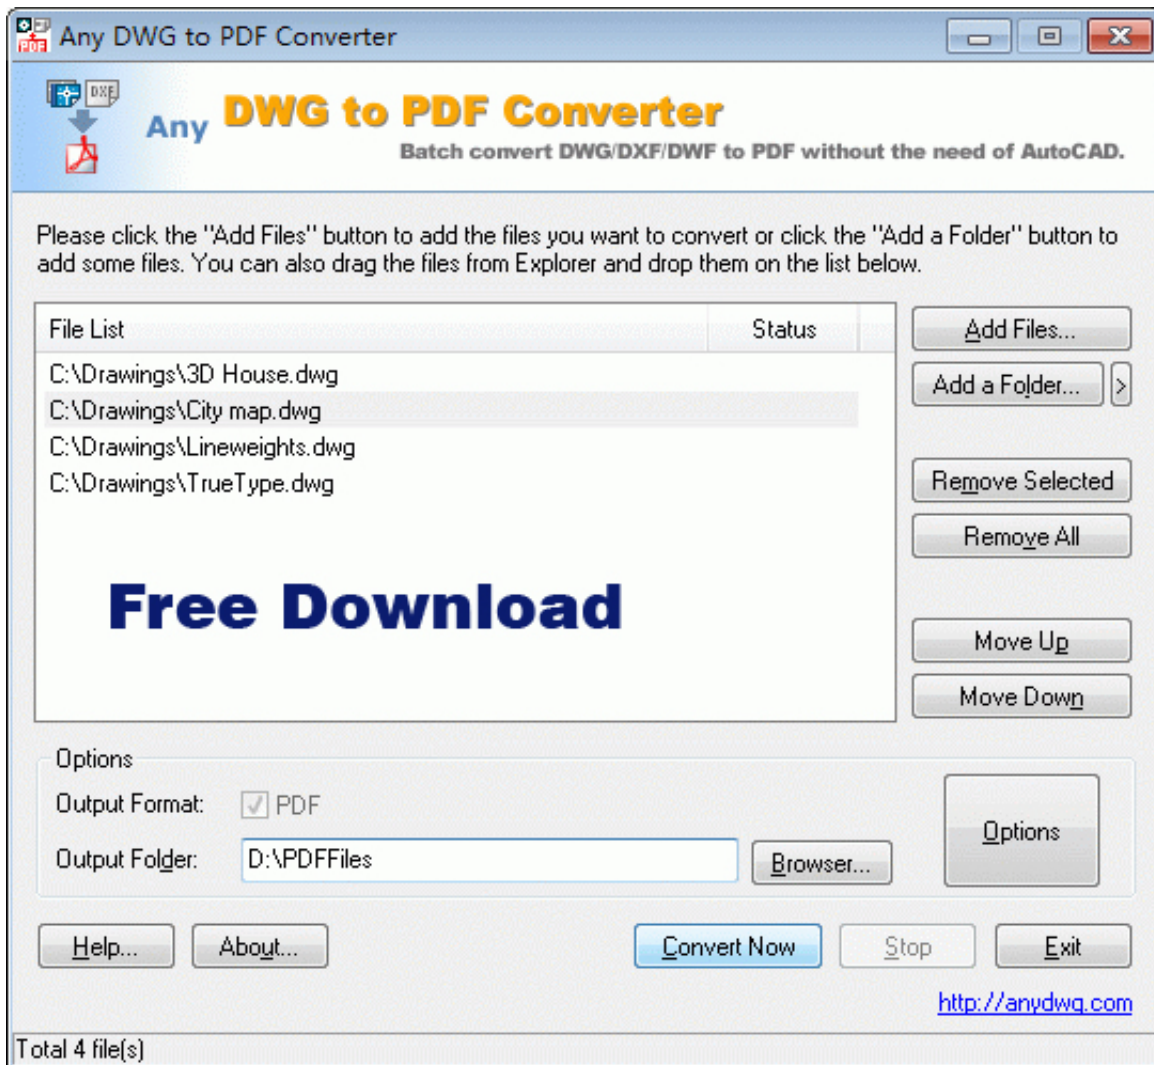 Any DWG to PDF Converter
DXF
Any DWG to PDF Converter
Batch convert DWG/DXF/DWF to PDF without the need of AutoCAD.
Please click the "Add Files" button to add the files you want to convert or click the "Add a Folder" button to
add some files. You can also drag the files from Explorer and drop them on the list below.
File List Status
C:\Drawings\3D House.dwg
C:\Drawings\City map.dwg
C:\Drawings\Lineweights.dwg
C:\Drawings\TrueType.dwg
Free Download
Add Files...
Add a Folder... >
Remove Selected
Remove All
Move Up
Move Down
Options
Output Format: PDF
Output Folder: D:\PDFFiles Browser...
Options
Help... About... Convert Now Stop Exit
http://anydwg.com
Total 4 file(s)